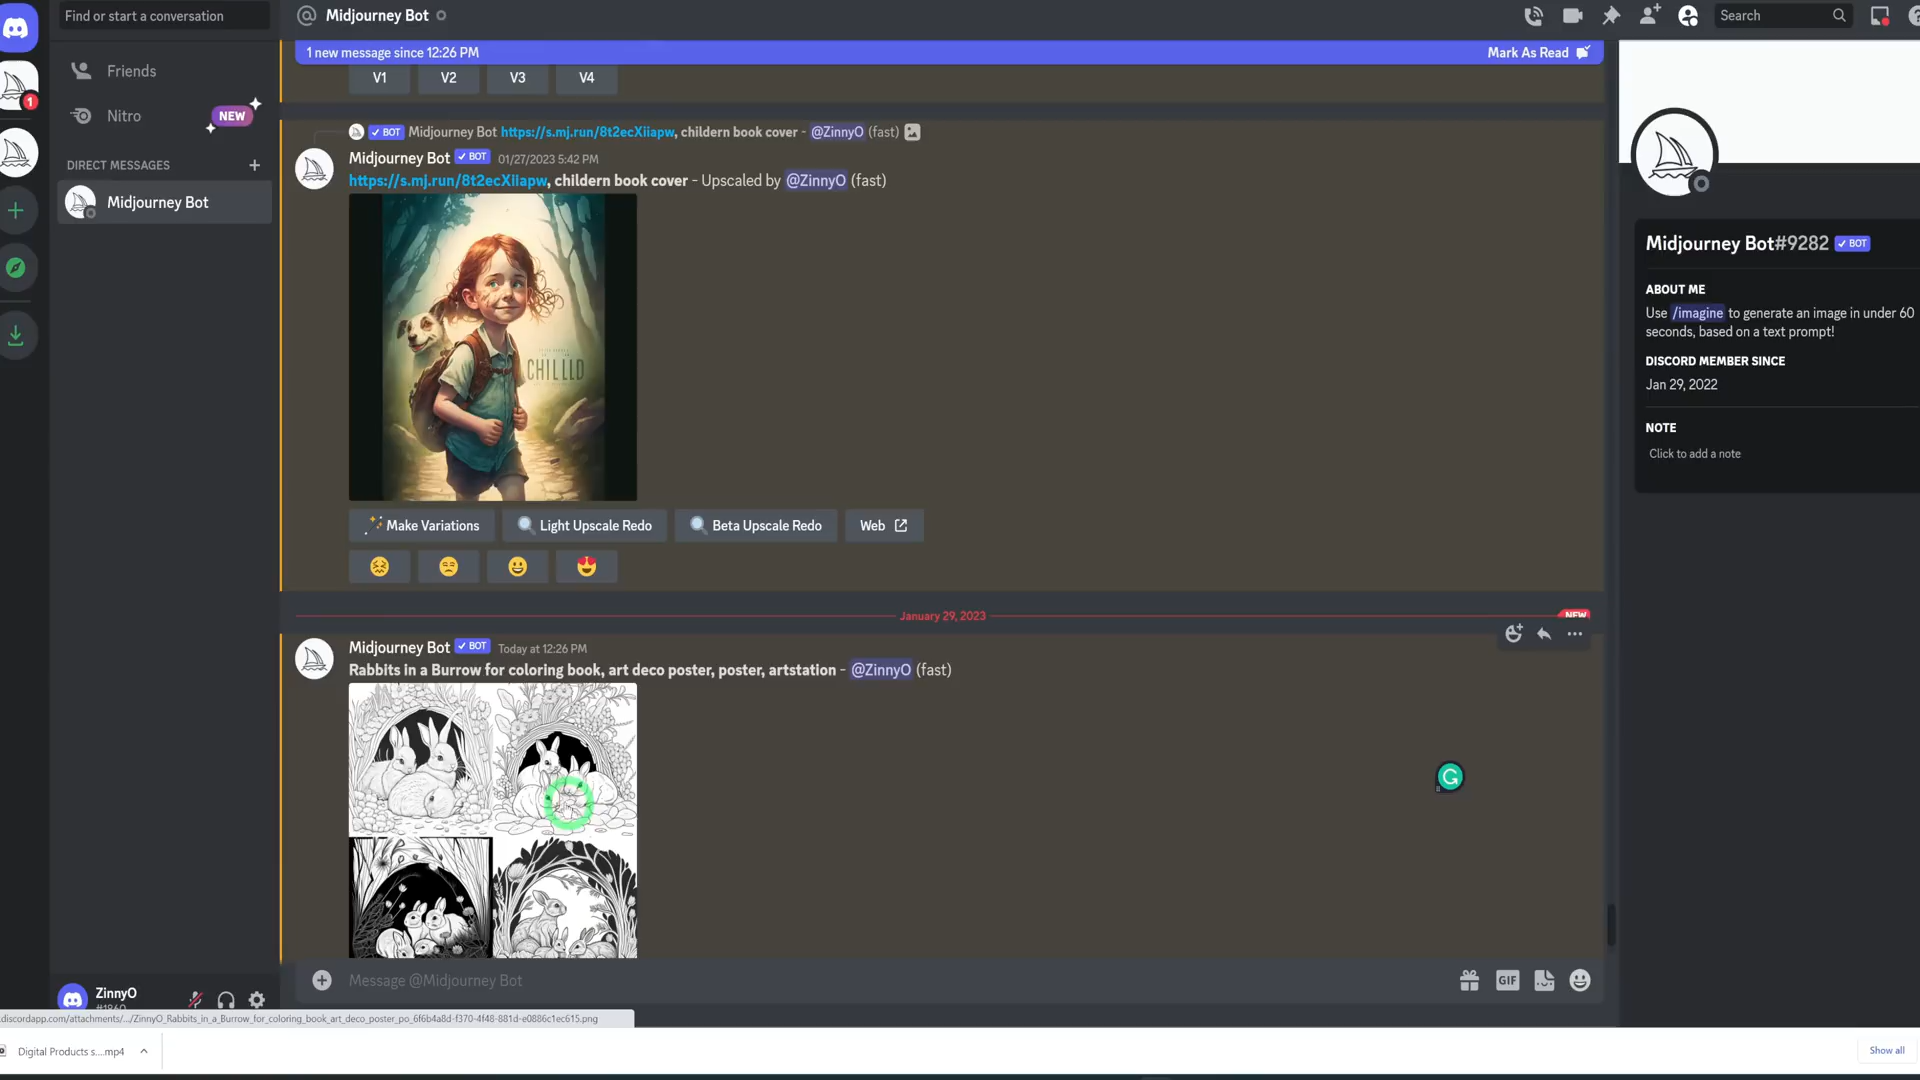 Find or start a conversation
Midjourney Bot
Search
1 new message since 12:26 PM
Mark As Read
Friends
Nitro
NEW
DIRECT MESSAGES
Midjourney Bot
1
V1
V2
V3
V4
BOT Midjourney Bot https://s.mj.run/8t2ecXiiapw, childern book cover - @ZinnyO (fast)
Midjourney Bot BOT 01/27/2023 5:42 PM
https://s.mj.run/8t2ecXiiapw, childern book cover - Upscaled by @ZinnyO (fast)
CHILLLD
Make Variations
Light Upscale Redo
Beta Upscale Redo
Web
January 29, 2023
NEW
Midjourney Bot BOT Today at 12:26 PM
Rabbits in a Burrow for coloring book, art deco poster, poster, artstation - @ZinnyO (fast)
Message @Midjourney Bot
GIF
Midjourney Bot#9282 BOT
ABOUT ME
Use /imagine to generate an image in under 60
seconds, based on a text prompt!
DISCORD MEMBER SINCE
Jan 29, 2022
NOTE
Click to add a note
ZinnyO
discordapp.com/attachments/.../ZinnyO_Rabbits_in_a_Burrow_for_coloring_book_art_deco_poster_po_6f6b4a8d-f370-4f48-881d-e0886c1ec615.png
Digital Products s....mp4
Show all